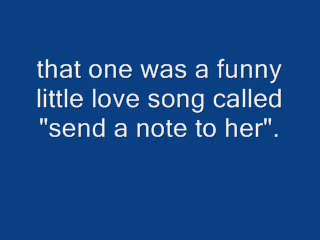 that one was a funny
little love song called
"send a note to her".